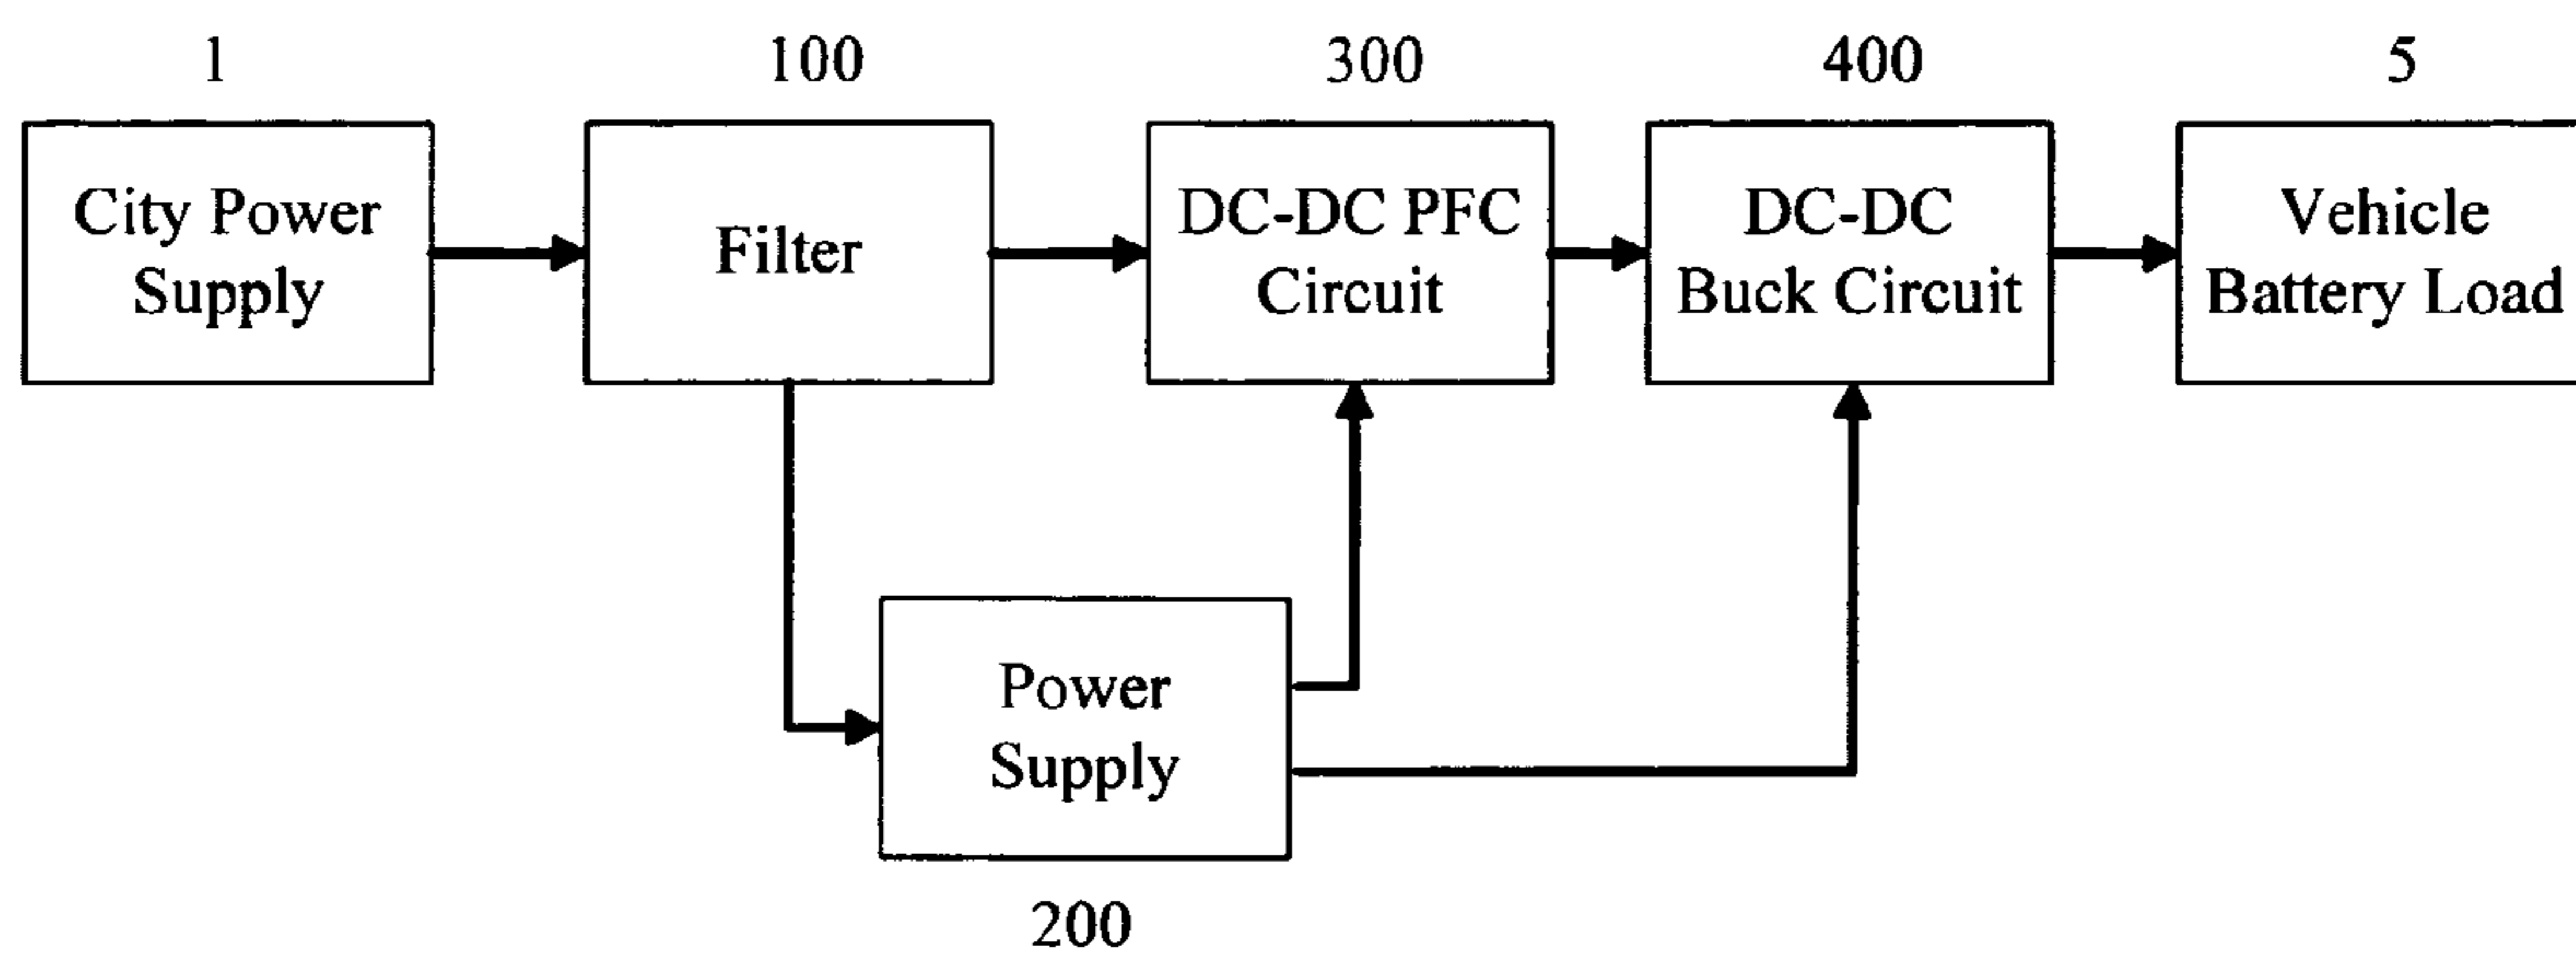 1
100
300
400
5
City Power
Supply
Filter
DC-DC PFC
Circuit
DC-DC
Buck Circuit
Vehicle
Battery Load
Power
Supply
200